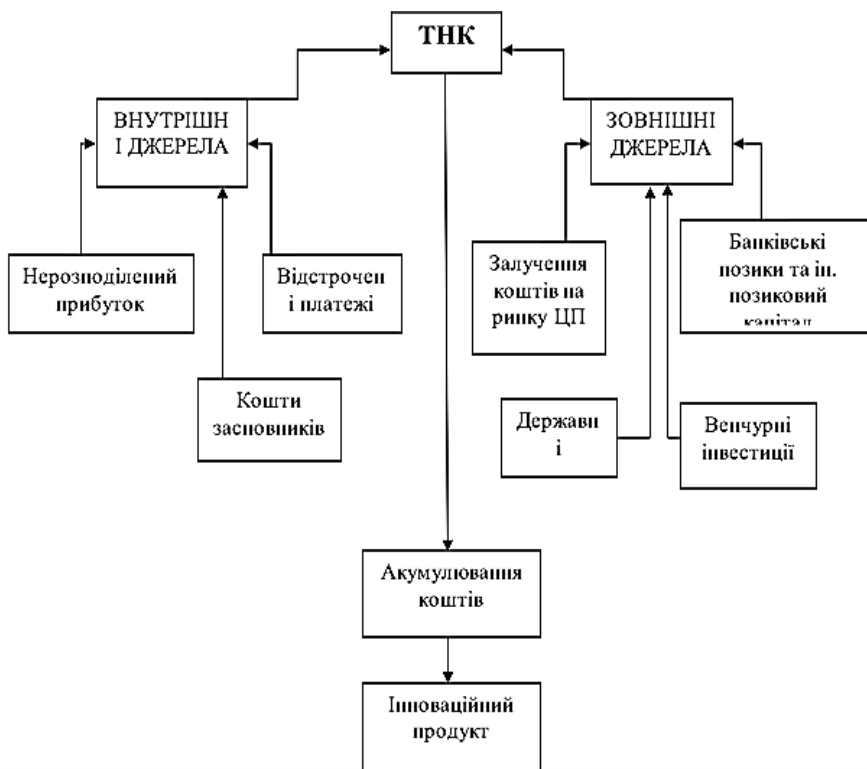 ТНК
ВНУТРІШН
І ДЖЕРЕЛА
ЗОВНІШНІ
ДЖЕРЕЛА
Нерозподілений
прибуток
Відстрочен
і платежі
Залучення
коштів на
ринку ЦП
Банківські
позики та ін.
позиковий
капітал
Кошти
засновників
Державн
і
Венчурні
інвестиції
Акумулювання
коштів
Інноваційний
продукт